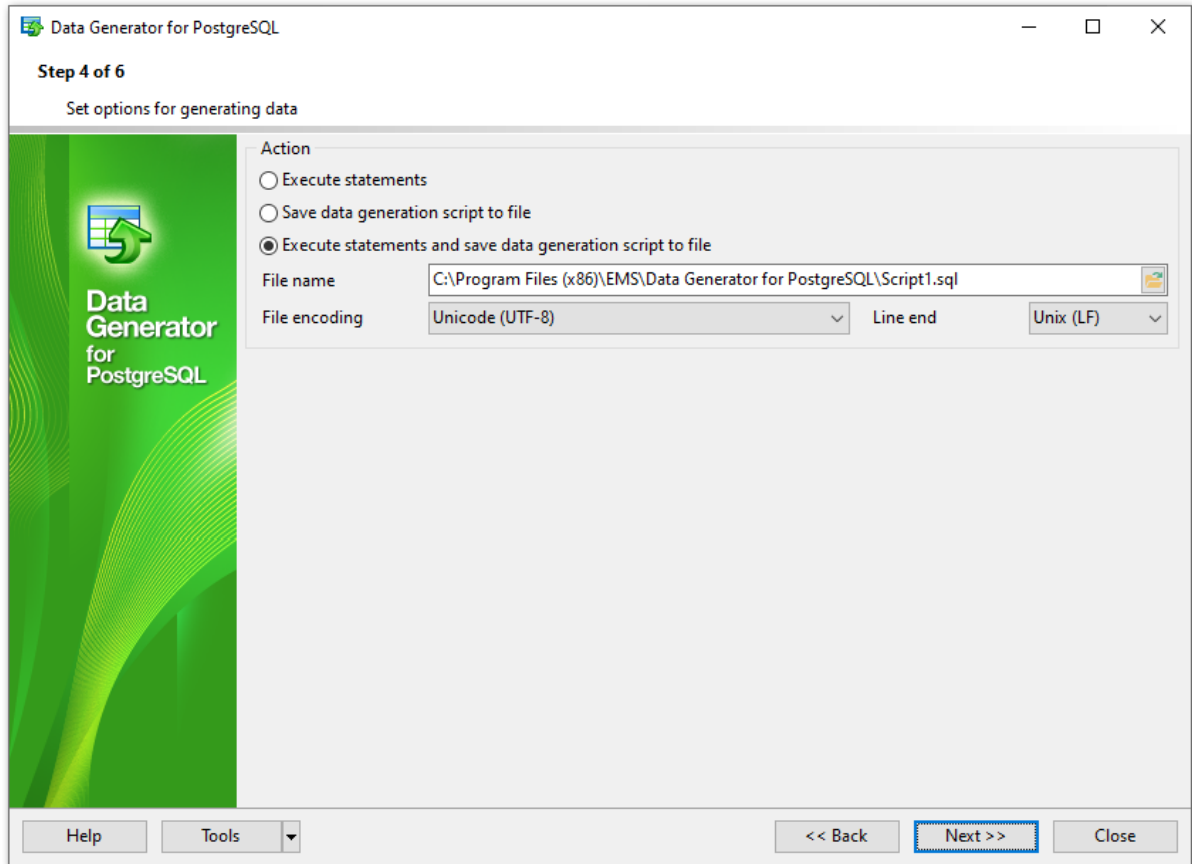 Data Generator for PostgreSQL
Step 4 of 6
Set options for generating data
Data
Generator
for
PostgreSQL
Action
Execute statements
Save data generation script to file
Execute statements and save data generation script to file
File name C:\Program Files (x86)\EMS\Data Generator for PostgreSQL\Script1.sql
File encoding Unicode (UTF-8) Line end Unix (LF)
Help Tools << Back Next >> Close